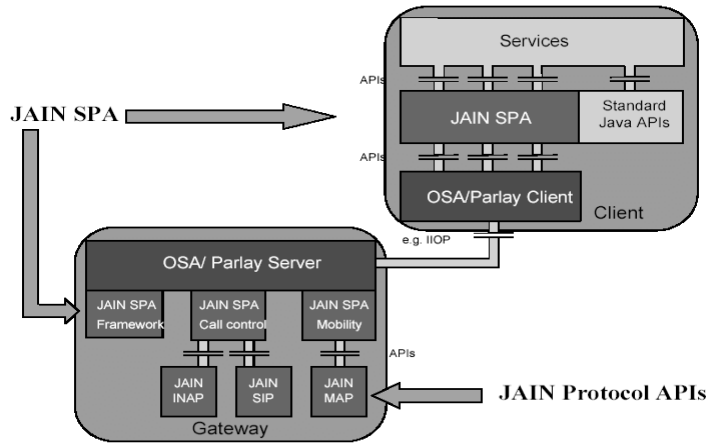 Services
APIs
JAIN SPA
JAIN SPA
Standard
Java APIs
APIs
OSA/Parlay Client
Client
e.g. IIOP
OSA/ Parlay Server
JAIN SPA
Framework
JAIN SPA
Call control
JAIN SPA
Mobility
APIs
JAIN
INAP
JAIN
SIP
JAIN
MAP
JAIN Protocol APIs
Gateway